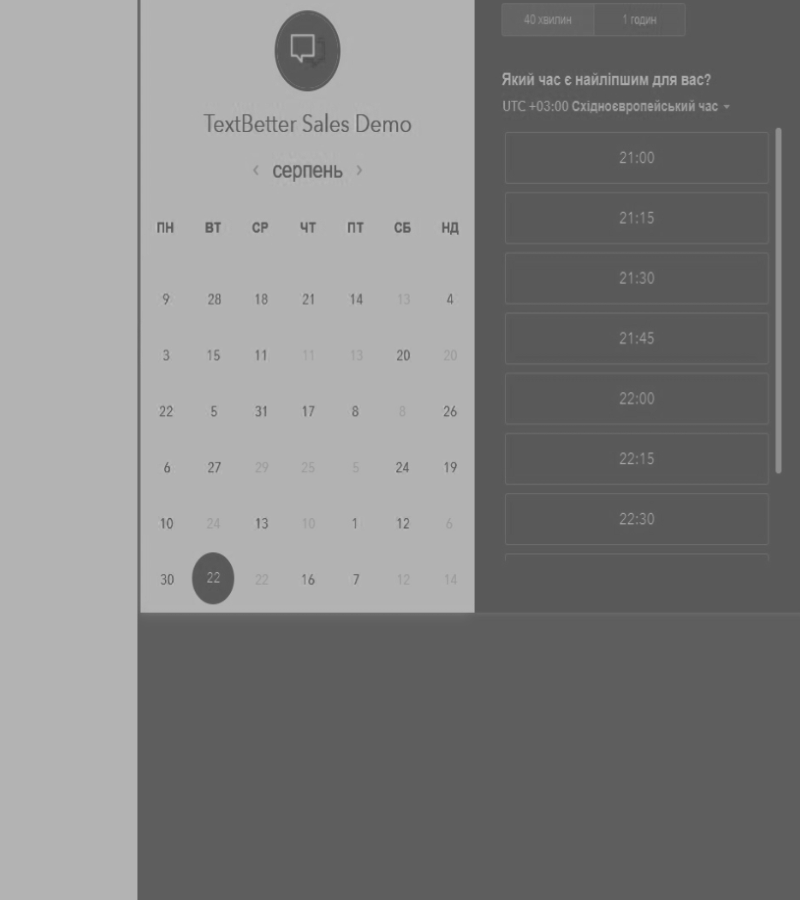 TextBetter Sales Demo
‹ серпень ›
ПН ВТ СР ЧТ ПТ СБ НД
9 28 18 21 14 13 4
3 15 11 11 13 20 20
22 5 31 17 8 8 26
6 27 29 25 5 24 19
10 24 13 10 1 12 6
30 22 22 16 7 12 14
40 хвилин 1 годин
Який час є найліпшим для вас?
UTC +03:00 Східноєвропейський час
21:00
21:15
21:30
21:45
22:00
22:15
22:30